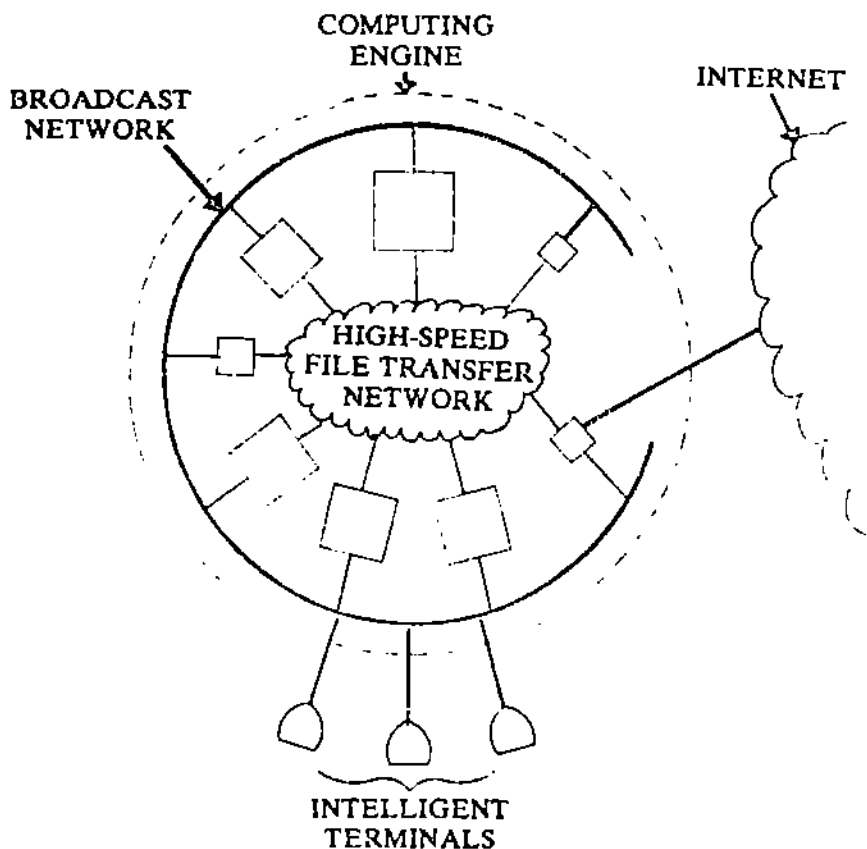 COMPUTING
ENGINE
INTERNET
BROADCAST
NETWORK
HIGH-SPEED
FILE TRANSFER
NETWORK
INTELLIGENT
TERMINALS